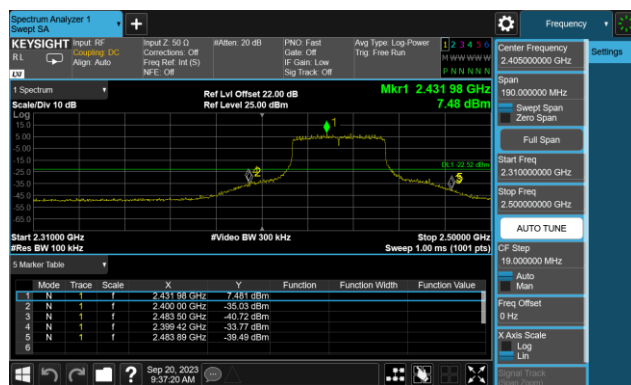 Spectrum Analyzer 1
Swept SA
Frequency
KEYSIGHT
RL
LXI
Input: RF
Coupling: DC
Align: Auto
Input Z: 50 Ω
Corrections: Off
Freq Ref: Int (S)
NFE: Off
#Atten: 20 dB
PNO: Fast
Gate: Off
IF Gain: Low
Sig Track: Off
Avg Type: Log-Power
Trig: Free Run
1 2 3 4 5 6
M W W W W W
P N N N N N
1 Spectrum
Scale/Div 10 dB
Ref Lvl Offset 22.00 dB
Ref Level 25.00 dBm
Mkr1 2.431 98 GHz
7.48 dBm
Log
15.0
5.00
-5.00
-15.0
-25.0
-35.0
-45.0
-55.0
-65.0
1
2
5
DL1 -22.52 dBm
Start 2.31000 GHz
#Res BW 100 kHz
#Video BW 300 kHz
Stop 2.50000 GHz
Sweep 1.00 ms (1001 pts)
5 Marker Table
Mode Trace Scale X Y Function Function Width Function Value
1 N 1 f 2.431 98 GHz 7.481 dBm
2 N 1 f 2.400 00 GHz -35.03 dBm
3 N 1 f 2.483 50 GHz -40.72 dBm
4 N 1 f 2.399 42 GHz -33.77 dBm
5 N 1 f 2.483 89 GHz -39.49 dBm
6
?
Sep 20, 2023
9:37:20 AM
Center Frequency
2.405000000 GHz
Settings
Span
190.000000 MHz
Swept Span
Zero Span
Full Span
Start Freq
2.310000000 GHz
Stop Freq
2.500000000 GHz
AUTO TUNE
CF Step
19.000000 MHz
Auto
Man
Freq Offset
0 Hz
X Axis Scale
Log
Lin
Signal Track
(Span Zoom)